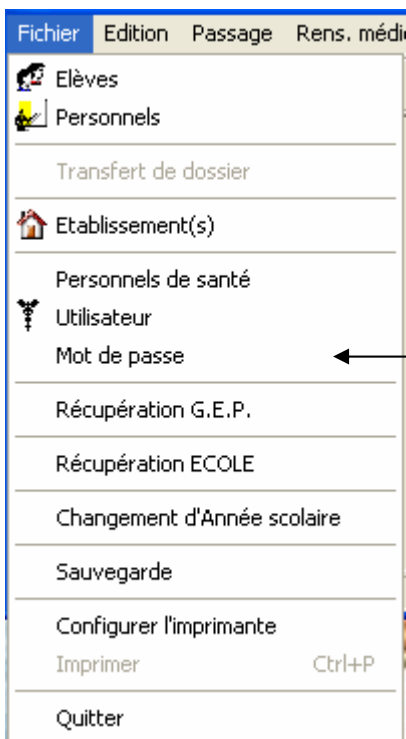 Fichier Edition Passage Rens. médi
Elèves
Personnels
Transfert de dossier
Etablissement(s)
Personnels de santé
Utilisateur
Mot de passe
Récupération G.E.P.
Récupération ECOLE
Changement d'Année scolaire
Sauvegarde
Configurer l'imprimante
Imprimer Ctrl+P
Quitter